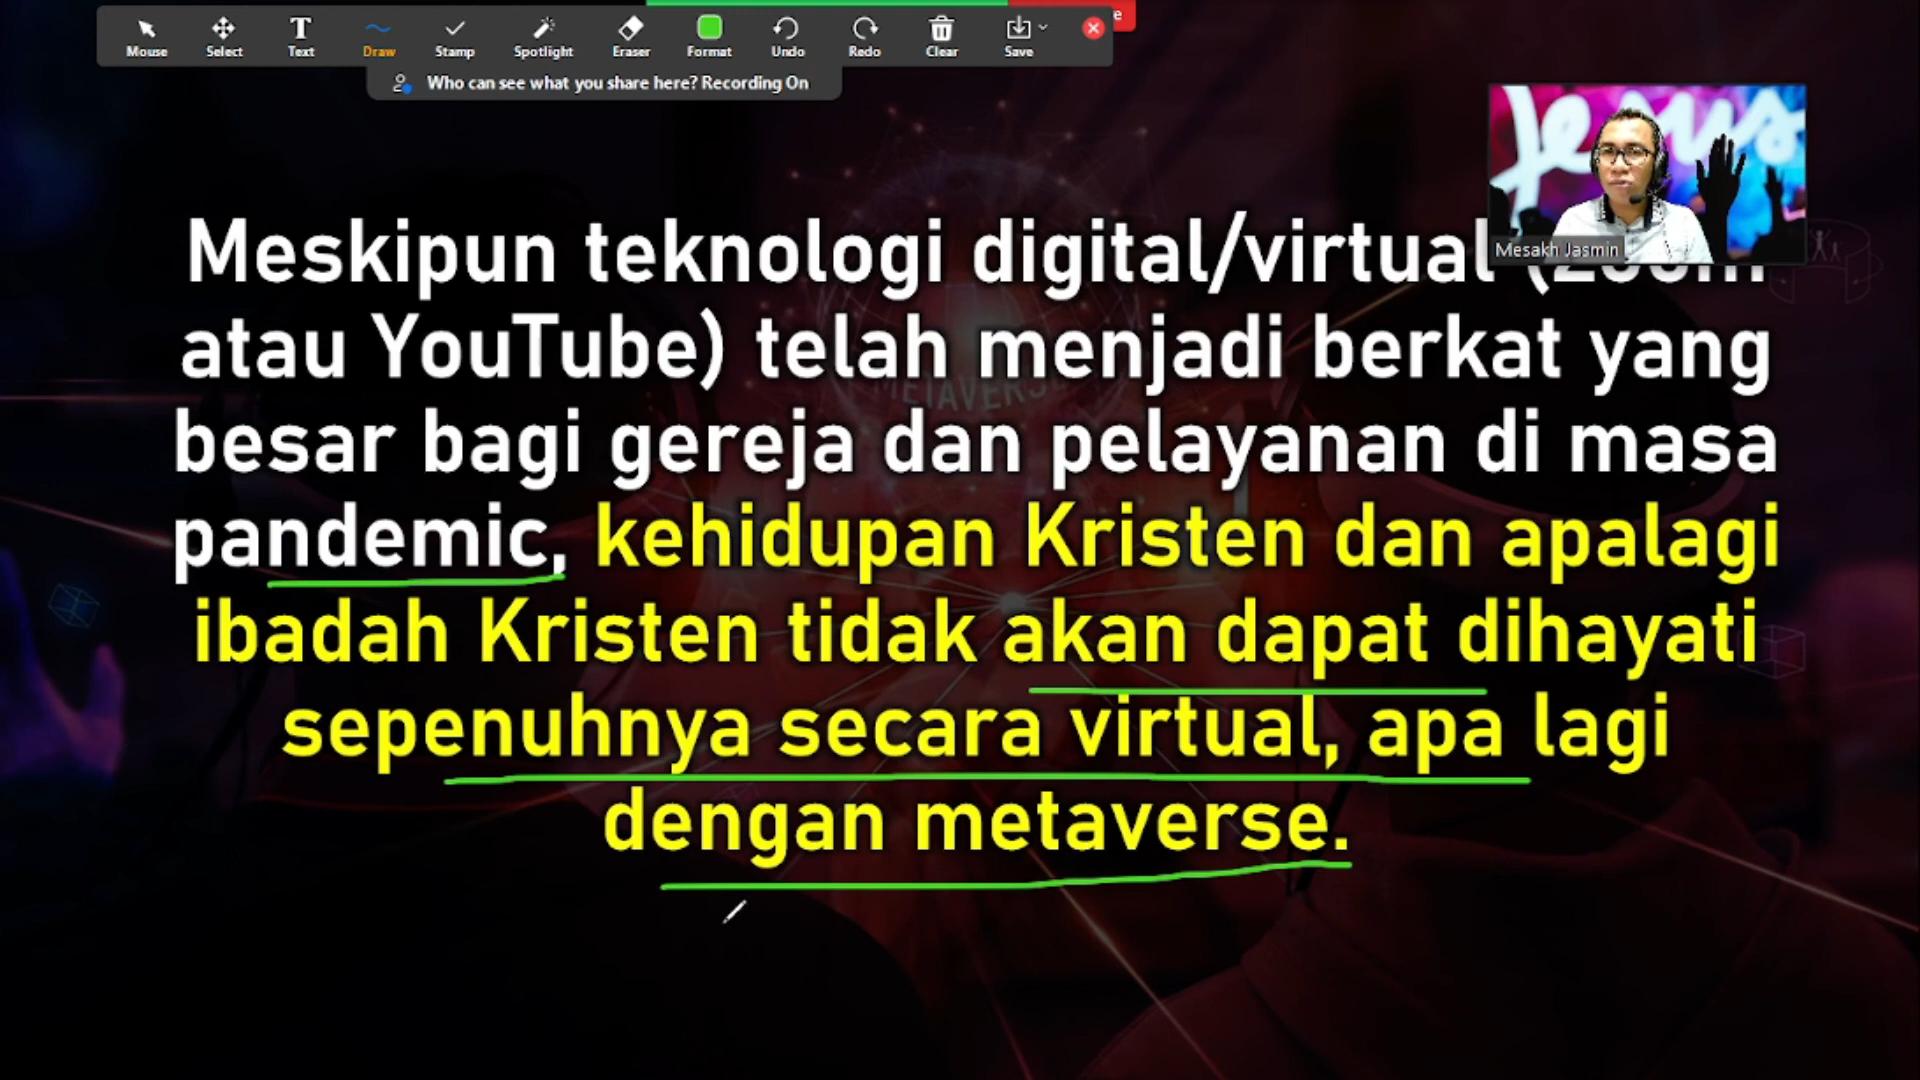 Mouse
Select
Text
Draw
Stamp
Spotlight
Eraser
Format
Undo
Redo
Clear
Save
Who can see what you share here? Recording On
Jesus
Mesakh Jasmin
Meskipun teknologi digital/virtual (Zoom
atau YouTube) telah menjadi berkat yang
besar bagi gereja dan pelayanan di masa
pandemic, kehidupan Kristen dan apalagi
ibadah Kristen tidak akan dapat dihayati
sepenuhnya secara virtual, apa lagi
dengan metaverse.
METAVERSE